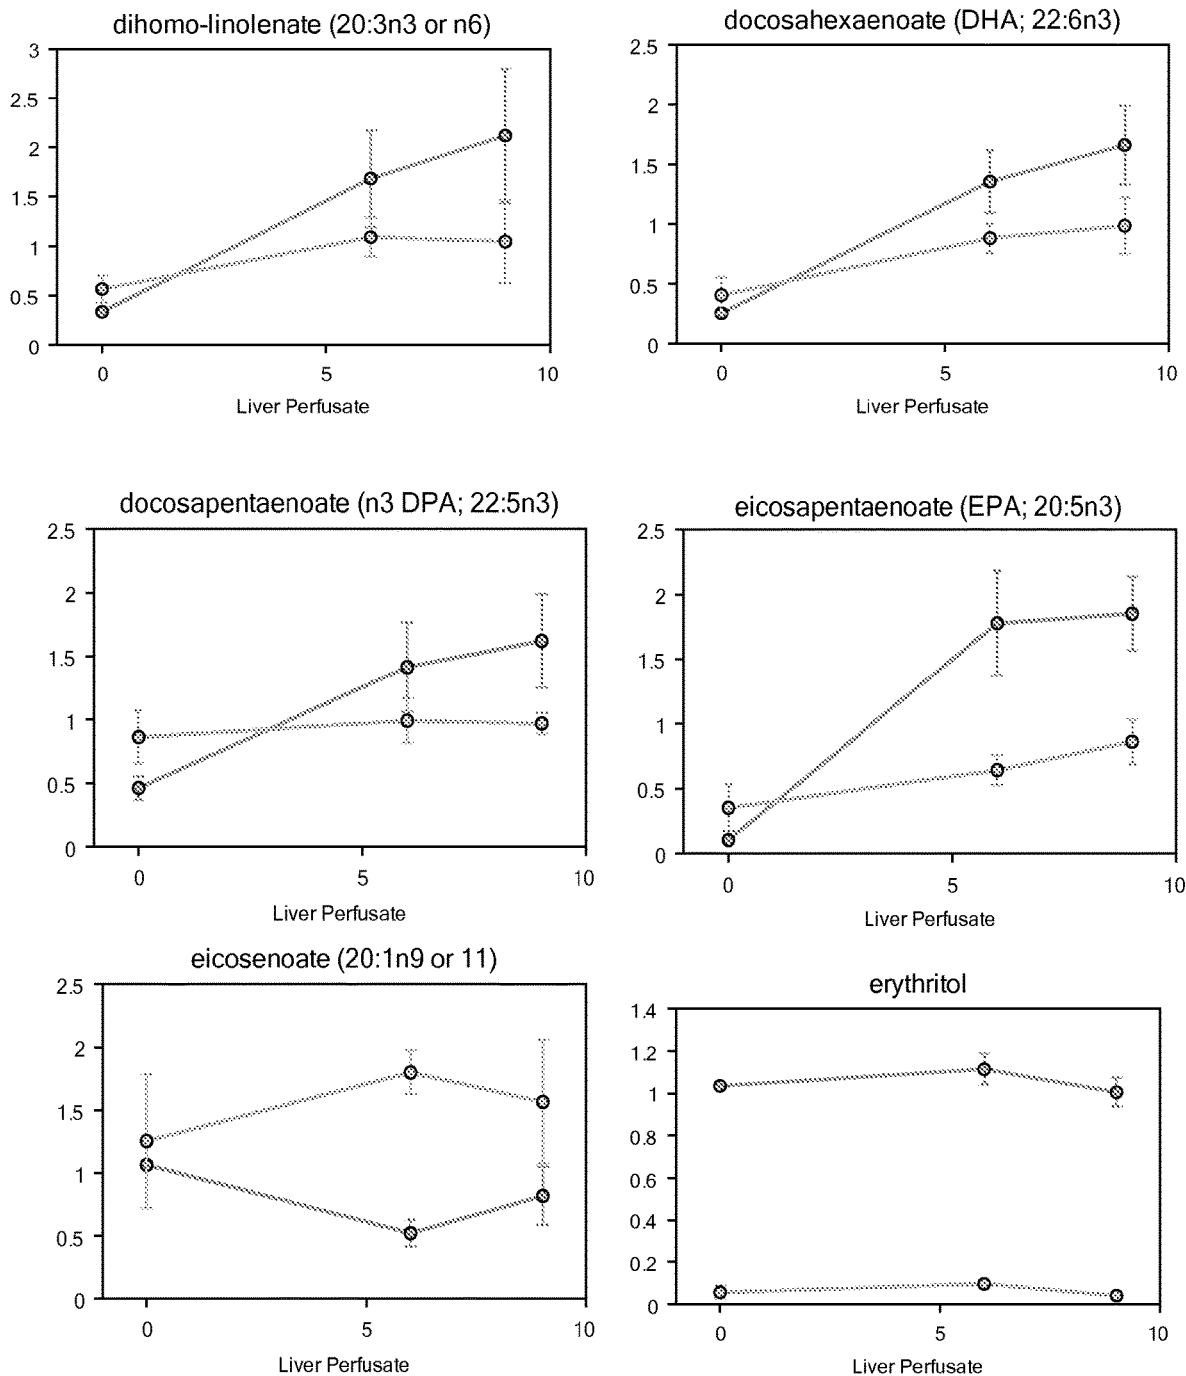 dihomo-linolenate (20:3n3 or n6)
3
2.5
2
1.5
1
0.5
0
0 5 10
Liver Perfusate
docosahexaenoate (DHA; 22:6n3)
2.5
2
1.5
1
0.5
0
0 5 10
Liver Perfusate
docosapentaenoate (n3 DPA; 22:5n3)
2.5
2
1.5
1
0.5
0
0 5 10
Liver Perfusate
eicosapentaenoate (EPA; 20:5n3)
2.5
2
1.5
1
0.5
0
0 5 10
Liver Perfusate
eicosenoate (20:1n9 or 11)
2.5
2
1.5
1
0.5
0
0 5 10
Liver Perfusate
erythritol
1.4
1.2
1
0.8
0.6
0.4
0.2
0
0 5 10
Liver Perfusate